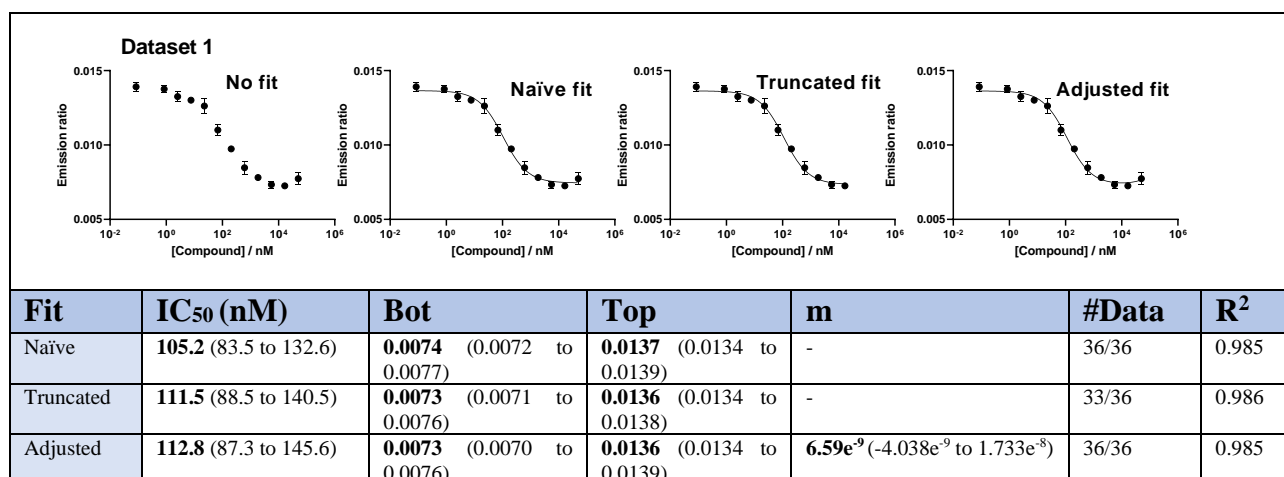 Dataset 1
No fit
Naïve fit
Truncated fit
Adjusted fit
0.015
0.010
0.005
Emission ratio
10-2 100 102 104 106
[Compound] / nM
0.015
0.010
0.005
Emission ratio
10-2 100 102 104 106
[Compound] / nM
0.015
0.010
0.005
Emission ratio
10-2 100 102 104 106
[Compound] / nM
0.015
0.010
0.005
Emission ratio
10-2 100 102 104 106
[Compound] / nM
Fit IC50 (nM) Bot Top m #Data R2
Naïve 105.2 (83.5 to 132.6) 0.0074 (0.0072 to 0.0077) 0.0137 (0.0134 to 0.0139) - 36/36 0.985
Truncated 111.5 (88.5 to 140.5) 0.0073 (0.0071 to 0.0076) 0.0136 (0.0134 to 0.0138) - 33/36 0.986
Adjusted 112.8 (87.3 to 145.6) 0.0073 (0.0070 to 0.0076) 0.0136 (0.0134 to 0.0139) 6.59e-9 (-4.038e-9 to 1.733e-8) 36/36 0.985